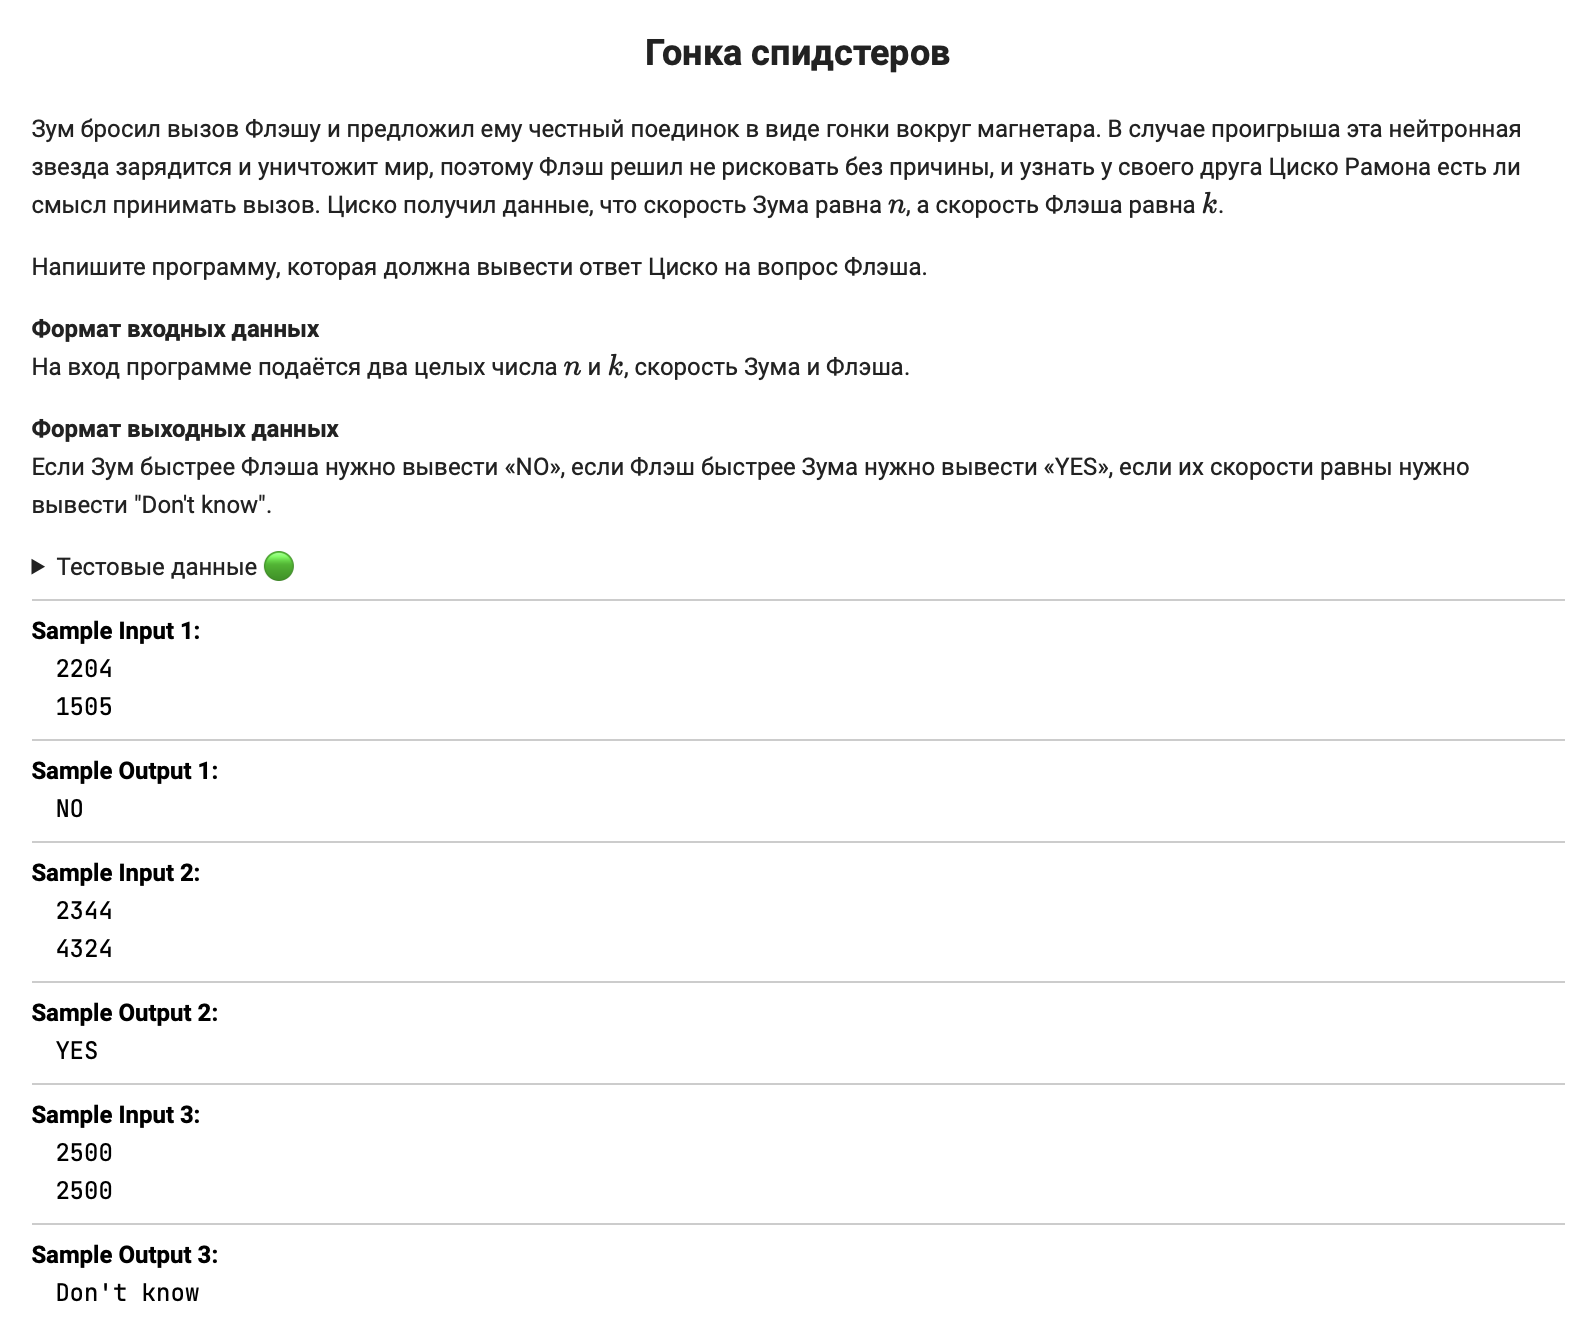 Гонка спидстеров
Зум бросил вызов Флэшу и предложил ему честный поединок в виде гонки вокруг магнетара. В случае проигрыша эта нейтронная
звезда зарядится и уничтожит мир, поэтому Флэш решил не рисковать без причины, и узнать у своего друга Циско Рамона есть ли
смысл принимать вызов. Циско получил данные, что скорость Зума равна n, а скорость Флэша равна k.
Напишите программу, которая должна вывести ответ Циско на вопрос Флэша.
Формат входных данных
На вход программе подаётся два целых числа n и k, скорость Зума и Флэша.
Формат выходных данных
Если Зум быстрее Флэша нужно вывести «NO», если Флэш быстрее Зума нужно вывести «YES», если их скорости равны нужно
вывести "Don't know".
Тестовые данные
Sample Input 1:
2204
1505
Sample Output 1:
NO
Sample Input 2:
2344
4324
Sample Output 2:
YES
Sample Input 3:
2500
2500
Sample Output 3:
Don't know